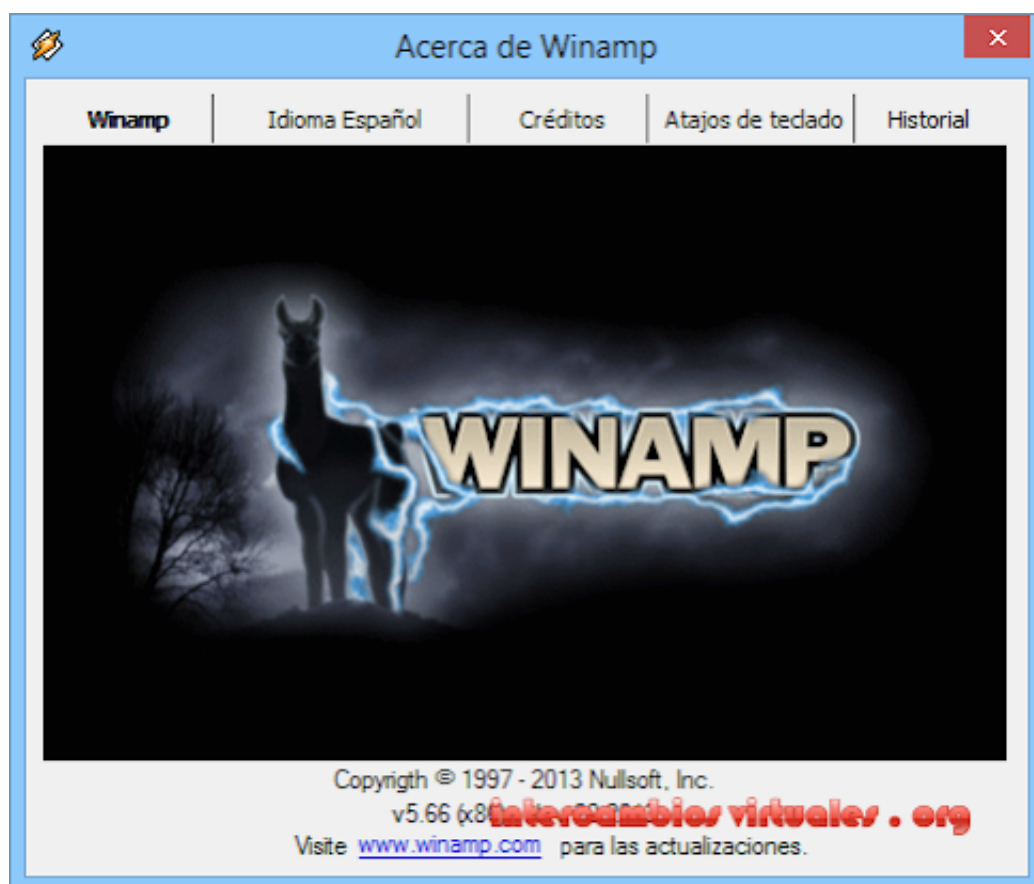 Acerca de Winamp
Winamp Idioma Español Créditos Atajos de teclado Historial
WINAMP
Copyrigth © 1997 - 2013 Nullsoft, Inc.
v5.66
intercambios virtuales . org
Visite www.winamp.com para las actualizaciones.